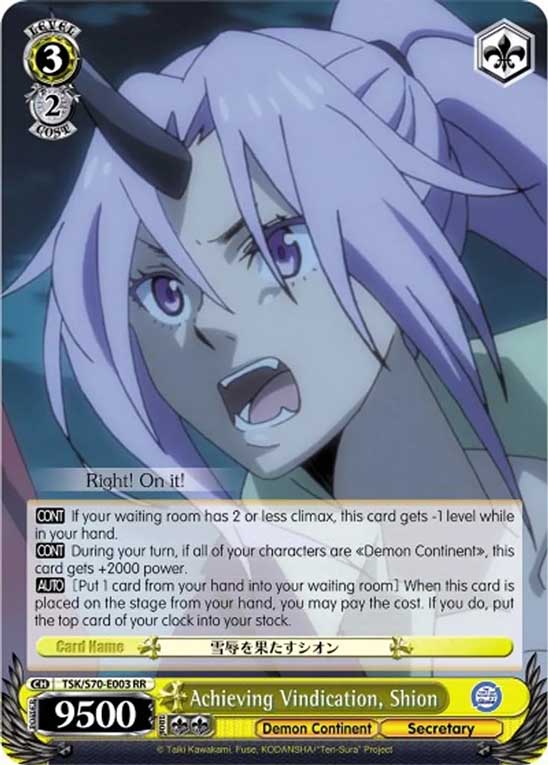 LEVEL
3
2
COST
Right! On it!
CONT If your waiting room has 2 or less climax, this card gets -1 level while
in your hand.
CONT During your turn, if all of your characters are «Demon Continent», this
card gets +2000 power.
AUTO [Put 1 card from your hand into your waiting room] When this card is
placed on the stage from your hand, you may pay the cost. If you do, put
the top card of your clock into your stock.
Card Name 雪辱を果たすシオン
CH TSK/S70-E003 RR
Achieving Vindication, Shion
POWER 9500 SOUL
Demon Continent Secretary
© Taiki Kawakami, Fuse, KODANSHA/“Ten-Sura” Project